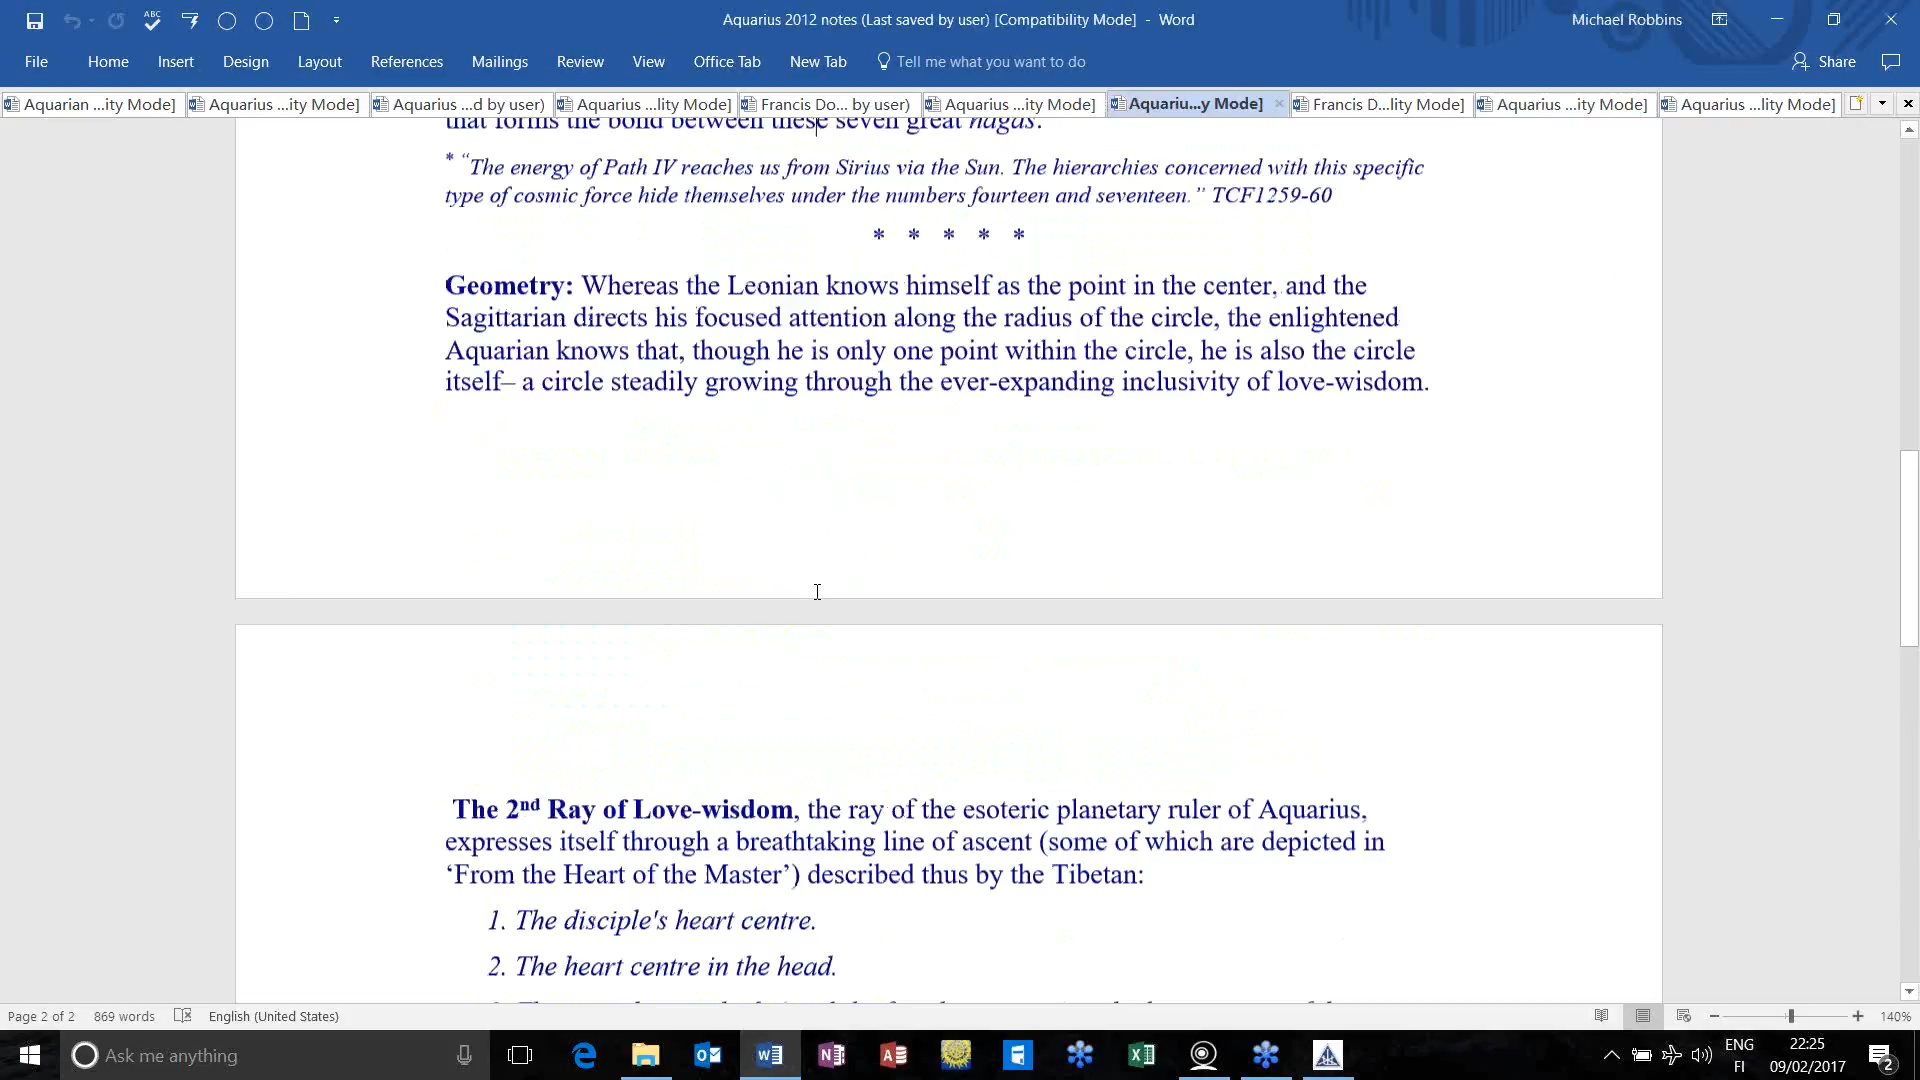 Aquarius 2012 notes (Last saved by user) [Compatibility Mode] - Word
Michael Robbins
File Home Insert Design Layout References Mailings Review View Office Tab New Tab Tell me what you want to do Share
Aquarian ...ity Mode] Aquarius ...ity Mode] Aquarius ...d by user) Aquarius ...lity Mode] Francis Do... by user) Aquarius ...ity Mode] Aquariu...y Mode] Francis D...lity Mode] Aquarius ...ity Mode] Aquarius ...lity Mode]
that forms the bond between these seven great nagas.
* “The energy of Path IV reaches us from Sirius via the Sun. The hierarchies concerned with this specific
type of cosmic force hide themselves under the numbers fourteen and seventeen.” TCF1259-60
* * * * *
Geometry: Whereas the Leonian knows himself as the point in the center, and the
Sagittarian directs his focused attention along the radius of the circle, the enlightened
Aquarian knows that, though he is only one point within the circle, he is also the circle
itself– a circle steadily growing through the ever-expanding inclusivity of love-wisdom.
The 2nd Ray of Love-wisdom, the ray of the esoteric planetary ruler of Aquarius,
expresses itself through a breathtaking line of ascent (some of which are depicted in
‘From the Heart of the Master’) described thus by the Tibetan:
1. The disciple's heart centre.
2. The heart centre in the head.
Page 2 of 2 869 words English (United States) 140%
Ask me anything
ENG 22:25
FI 09/02/2017 2